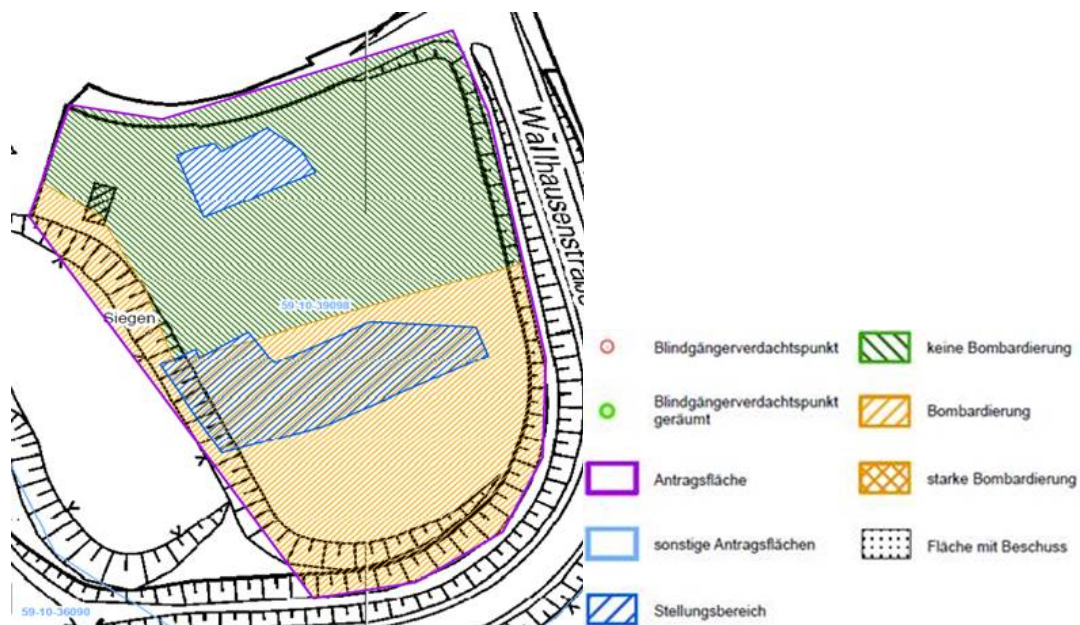 Wallhausenstraße
59-10-39098
Siegen
59-10-36090
Blindgängerverdachtspunkt
Blindgängerverdachtspunkt
geräumt
Antragsfläche
sonstige Antragsflächen
Stellungsbereich
keine Bombardierung
Bombardierung
starke Bombardierung
Fläche mit Beschuss